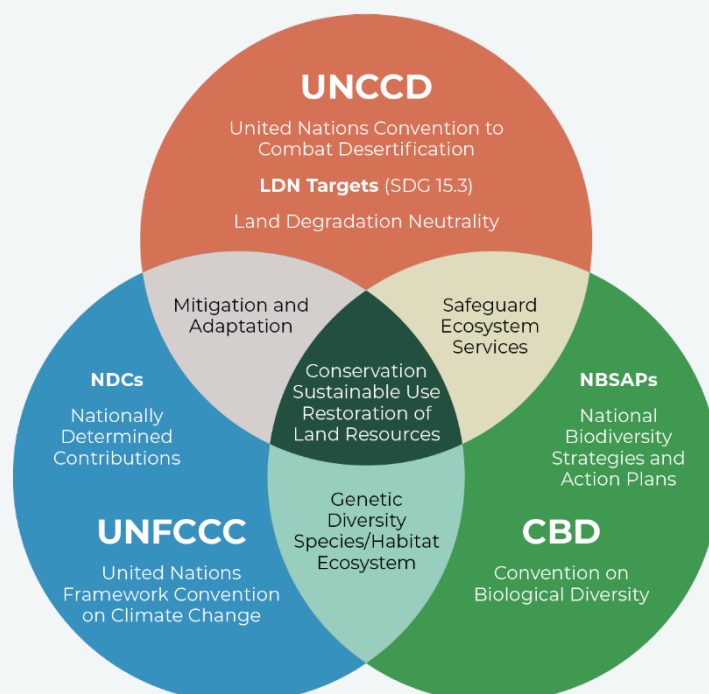 UNCCD
United Nations Convention to
Combat Desertification
LDN Targets (SDG 15.3)
Land Degradation Neutrality
Mitigation and
Adaptation
Safeguard
Ecosystem
Services
Conservation
Sustainable Use
Restoration of
Land Resources
NDCs
Nationally
Determined
Contributions
UNFCCC
United Nations
Framework Convention
on Climate Change
Genetic
Diversity
Species/Habitat
Ecosystem
NBSAPs
National
Biodiversity
Strategies and
Action Plans
CBD
Convention on
Biological Diversity